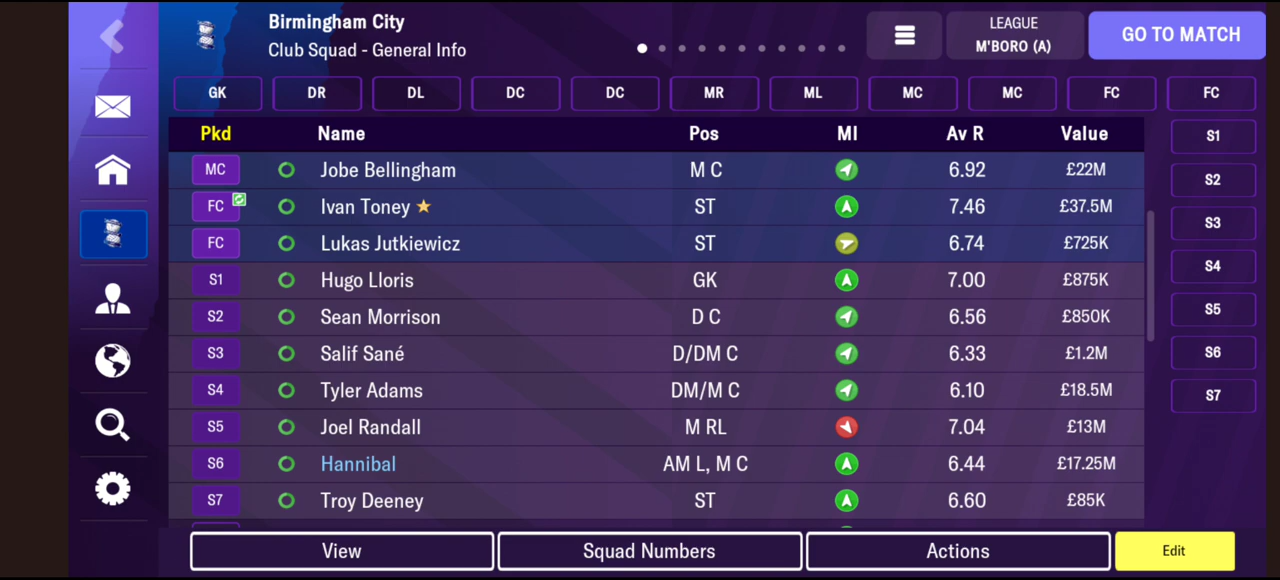 Birmingham City
Club Squad - General Info
LEAGUE
M'BORO (A)
GO TO MATCH
GK DR DL DC DC MR ML MC MC FC FC
Pkd Name Pos Ml Av R Value
MC Jobe Bellingham M C 6.92 £22M
FC Ivan Toney ST 7.46 £37.5M
FC Lukas Jutkiewicz ST 6.74 £725K
S1 Hugo Lloris GK 7.00 £875K
S2 Sean Morrison D C 6.56 £850K
S3 Salif Sané D/DM C 6.33 £1.2M
S4 Tyler Adams DM/M C 6.10 £18.5M
S5 Joel Randall M RL 7.04 £13M
S6 Hannibal AM L, M C 6.44 £17.25M
S7 Troy Deeney ST 6.60 £85K
S1
S2
S3
S4
S5
S6
S7
View Squad Numbers Actions Edit